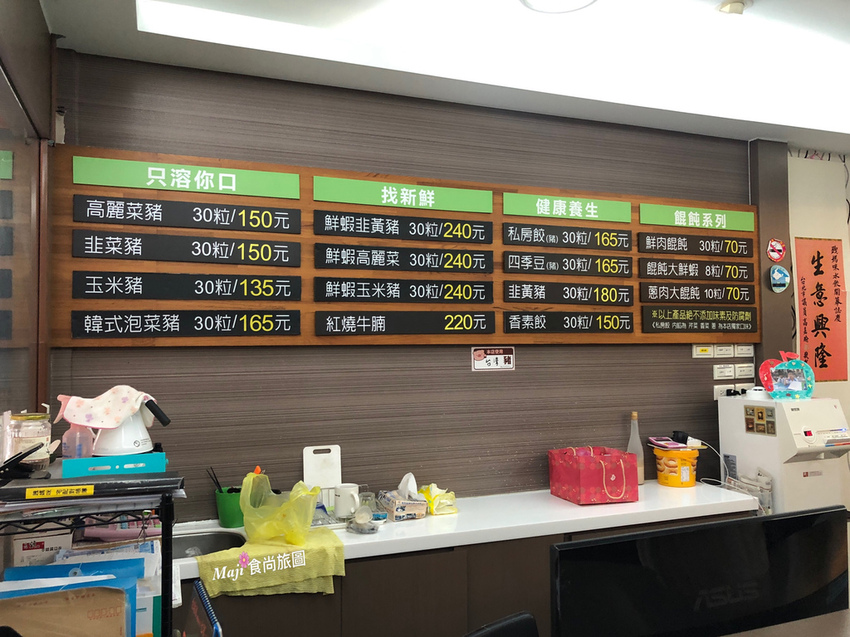 只溶你口
高麗菜豬 30粒/150元
韭菜豬 30粒/150元
玉米豬 30粒/135元
韓式泡菜豬 30粒/165元
找新鮮
鮮蝦韭黃豬 30粒/240元
鮮蝦高麗菜 30粒/240元
鮮蝦玉米豬 30粒/240元
紅燒牛腩 220元
健康養生
私房餃(豬) 30粒/165元
四季豆(豬) 30粒/165元
韭黃豬 30粒/180元
香素餃 30粒/150元
餛飩系列
鮮肉餛飩 30粒/70元
餛飩大鮮蝦 8粒/70元
蔥肉大餛飩 10粒/70元
※以上產品絕不添加味素及防腐劑
生意興隆
台灣豬
Maji 食尚旅圖
ASUS